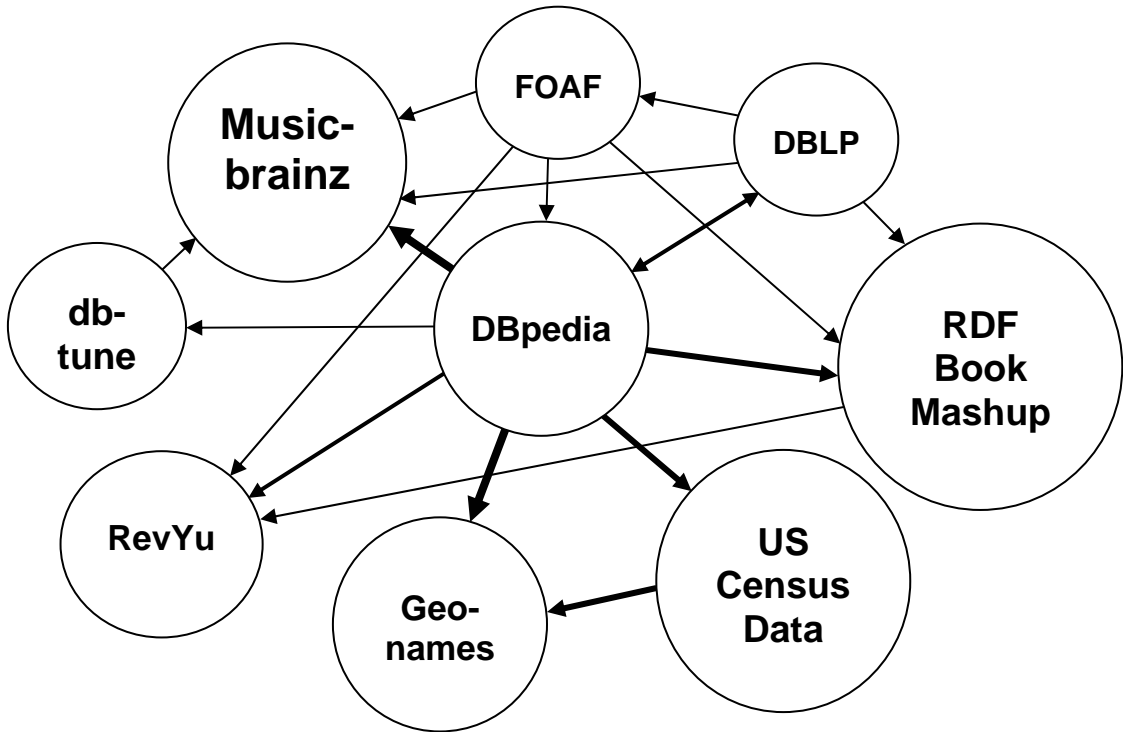 FOAF
DBLP
Music-
brainz
db-
tune
DBpedia
RDF
Book
Mashup
RevYu
Geo-
names
US
Census
Data